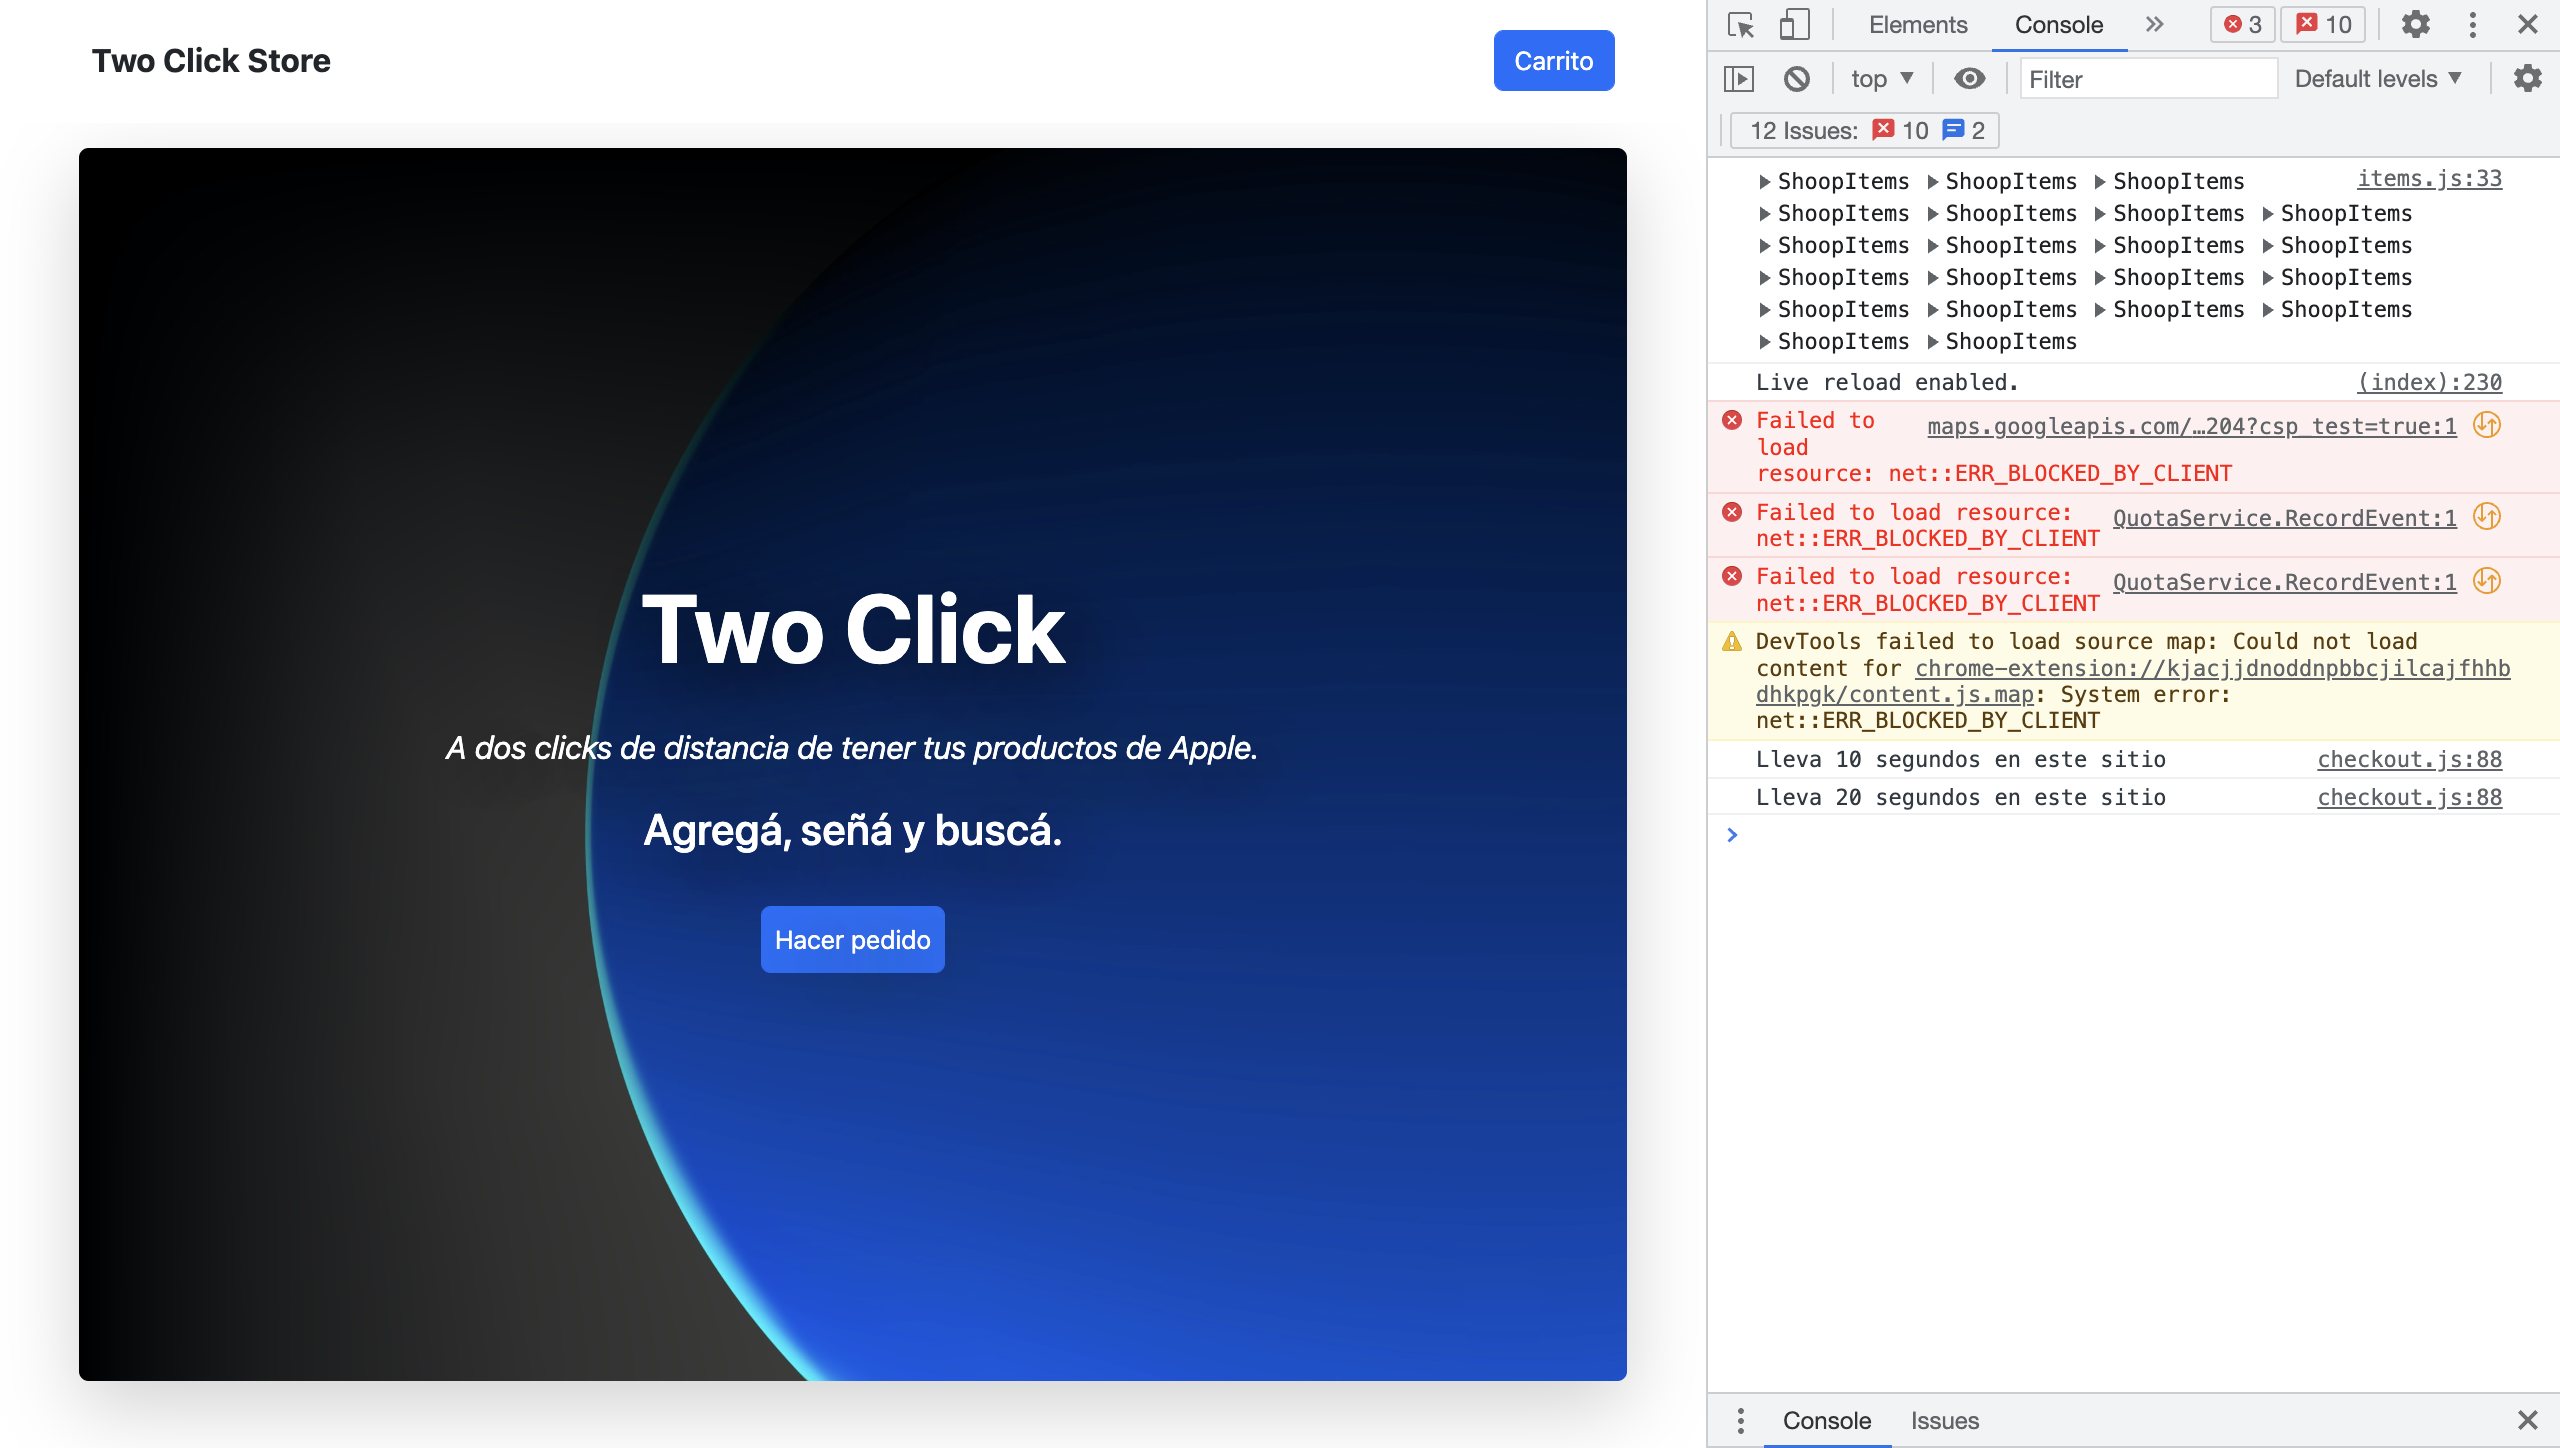 Two Click Store
Carrito
Two Click
A dos clicks de distancia de tener tus productos de Apple.
Agregá, señá y buscá.
Hacer pedido
Elements Console 3 10
top Filter Default levels
12 Issues: 10 2
ShoopItems ShoopItems ShoopItems items.js:33
ShoopItems ShoopItems ShoopItems ShoopItems
ShoopItems ShoopItems ShoopItems ShoopItems
ShoopItems ShoopItems ShoopItems ShoopItems
ShoopItems ShoopItems ShoopItems ShoopItems
ShoopItems ShoopItems
Live reload enabled. (index):230
Failed to maps.googleapis.com/…204?csp_test=true:1
load
resource: net::ERR_BLOCKED_BY_CLIENT
Failed to load resource: QuotaService.RecordEvent:1
net::ERR_BLOCKED_BY_CLIENT
Failed to load resource: QuotaService.RecordEvent:1
net::ERR_BLOCKED_BY_CLIENT
DevTools failed to load source map: Could not load
content for chrome-extension://kjacjjdnoddnpbbcjilcajfhhb
dhkpgk/content.js.map: System error:
net::ERR_BLOCKED_BY_CLIENT
Lleva 10 segundos en este sitio checkout.js:88
Lleva 20 segundos en este sitio checkout.js:88
Console Issues